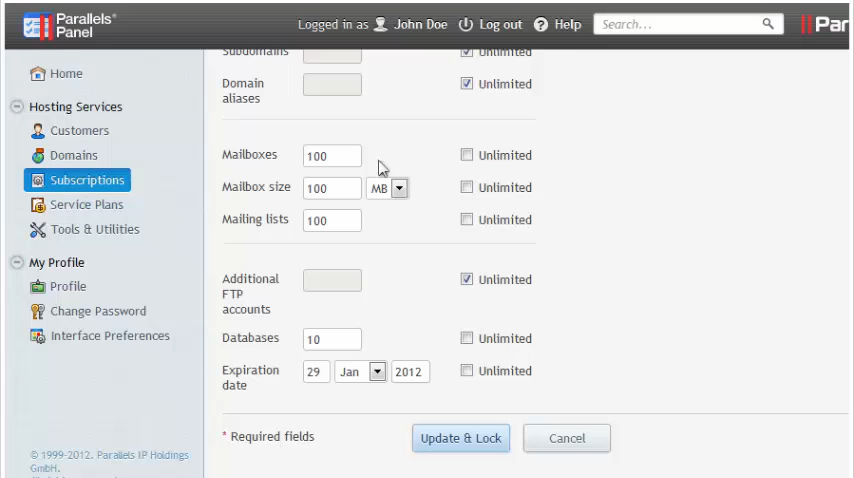 Parallels®
Panel
Logged in as John Doe Log out Help Search... Par
Home
Hosting Services
Customers
Domains
Subscriptions
Service Plans
Tools & Utilities
My Profile
Profile
Change Password
Interface Preferences
© 1999-2012. Parallels IP Holdings
GmbH.
Subdomains Unlimited
Domain
aliases
Unlimited
Mailboxes 100 Unlimited
Mailbox size 100 MB Unlimited
Mailing lists 100 Unlimited
Additional
FTP
accounts
Unlimited
Databases 10 Unlimited
Expiration
date
29 Jan 2012 Unlimited
* Required fields
Update & Lock Cancel